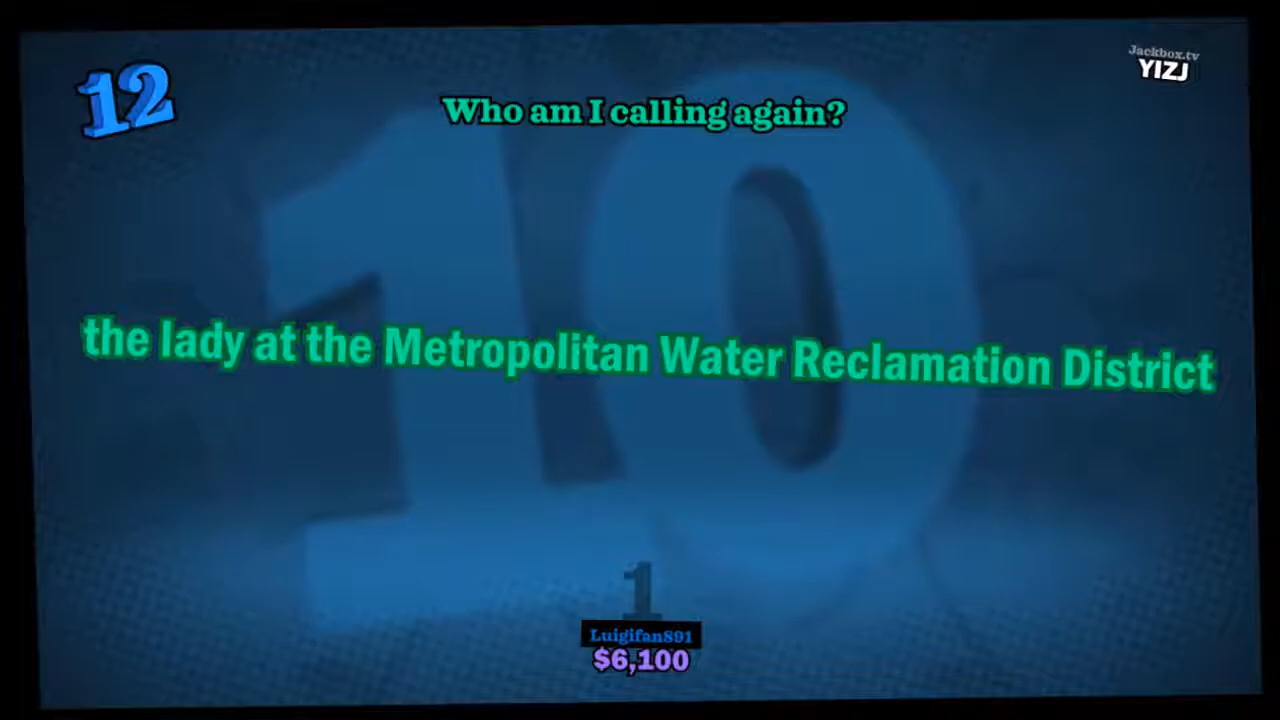 12
Jackbox.tv
YIZJ
Who am I calling again?
10
the lady at the Metropolitan Water Reclamation District
1
Luigifan891
$6,100